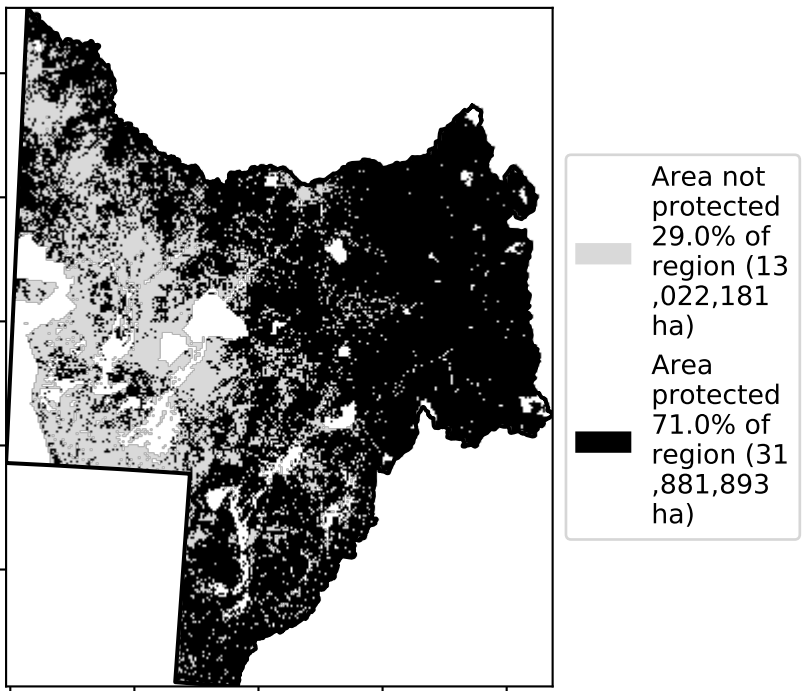 Area not
protected
29.0% of
region (13
,022,181
ha)
Area
protected
71.0% of
region (31
,881,893
ha)